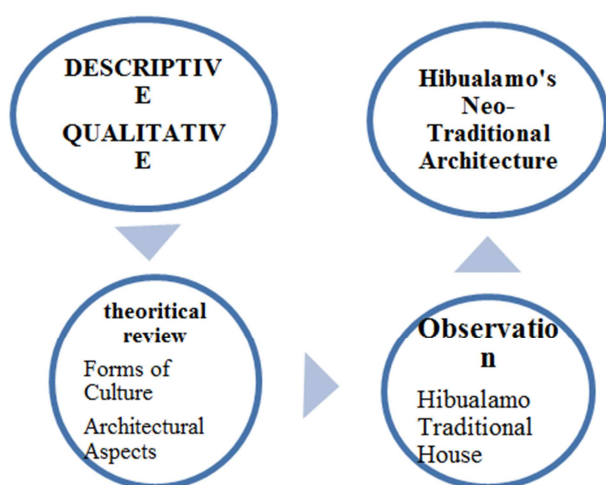 DESCRIPTIV
E
QUALITATIV
E
theoritical
review
Forms of
Culture
Architectural
Aspects
Observatio
n
Hibualamo
Traditional
House
Hibualamo's
Neo-
Traditional
Architecture